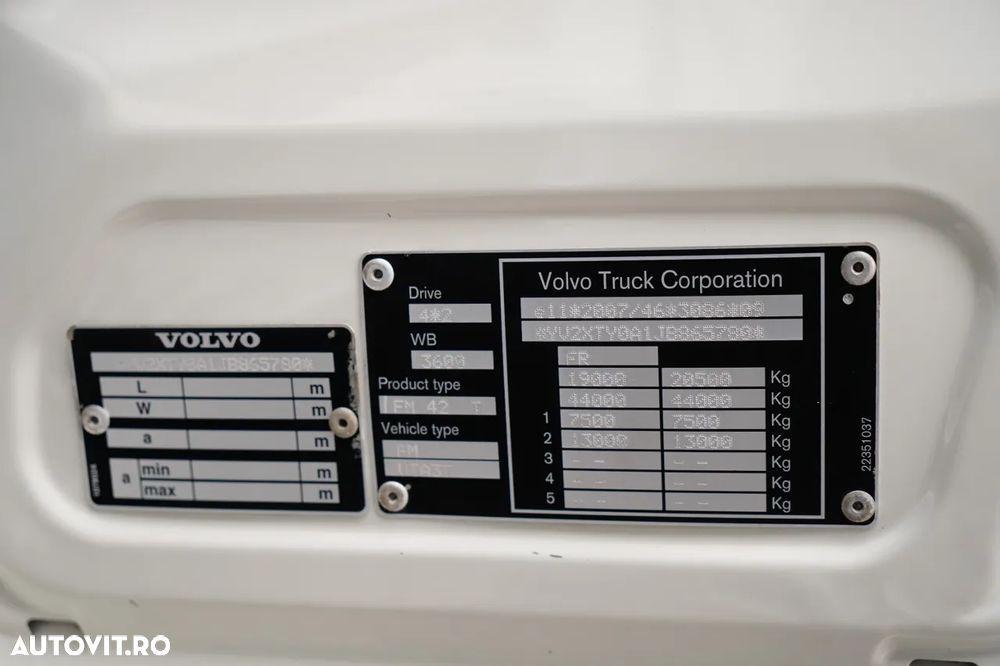 VOLVO
*YV2XTY0A1JB865780*
L m
W m
a m
a min m
max m
Drive
4*2
WB
3600
Product type
FM 42 T
Vehicle type
FM
Volvo Truck Corporation
e11*2007/46*3086*09
*YV2XTY0A1JB865780*
FR
19000 20500 Kg
44000 44000 Kg
1 7500 7500 Kg
2 13000 13000 Kg
3 -- -- Kg
4 -- -- Kg
5 -- -- Kg
22351037
AUTOVIT.RO